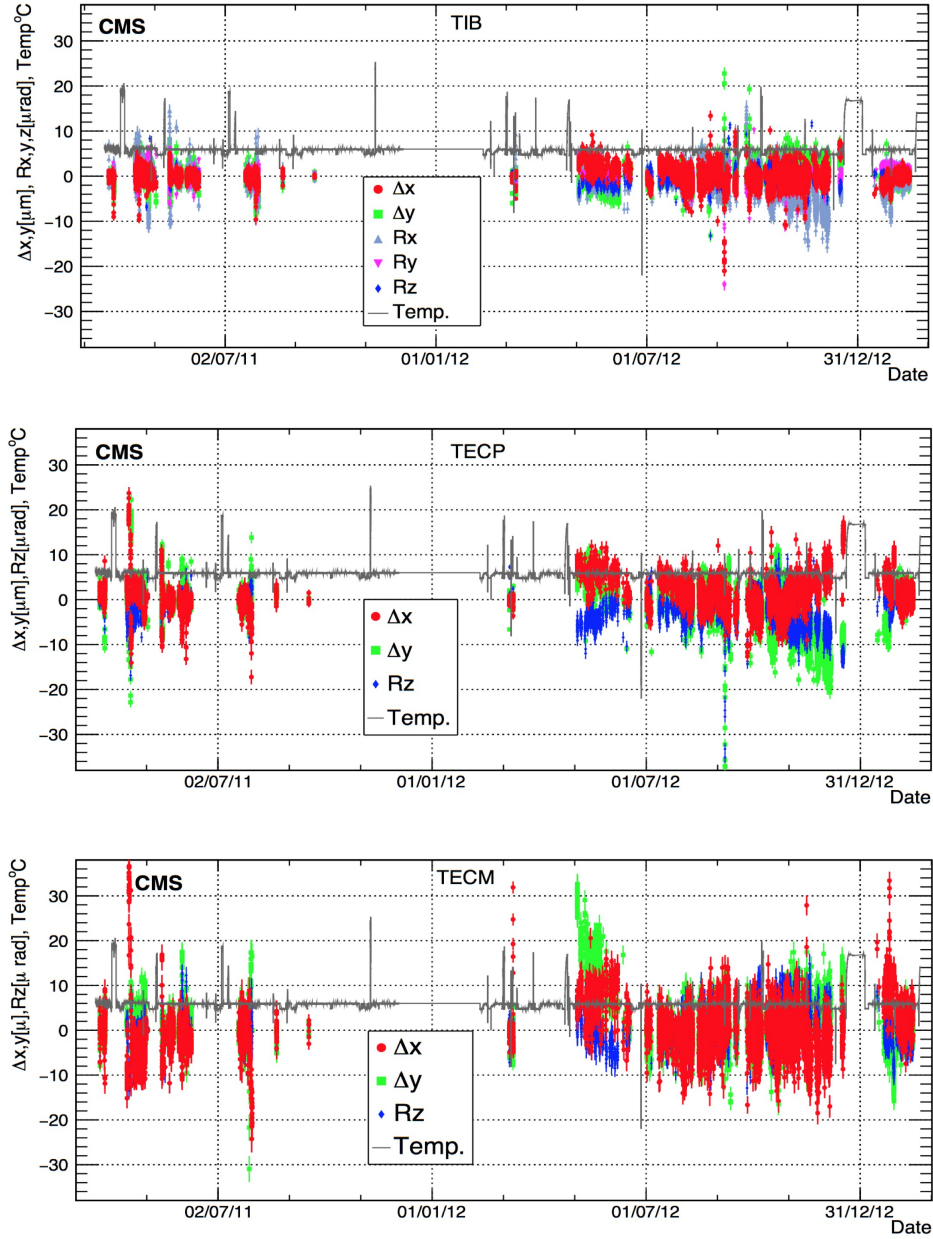 CMS TIB
Δx,y[μm], Rx,y,z[μrad], Temp°C
30
20
10
0
−10
−20
−30
Δx
Δy
Rx
Ry
Rz
Temp.
02/07/11 01/01/12 01/07/12 31/12/12
Date
CMS TECP
Δx,y[μm],Rz[μrad], Temp°C
30
20
10
0
−10
−20
−30
Δx
Δy
Rz
Temp.
02/07/11 01/01/12 01/07/12 31/12/12
Date
CMS TECM
Δx,y[μ],Rz[μ rad], Temp°C
30
20
10
0
−10
−20
−30
Δx
Δy
Rz
Temp.
02/07/11 01/01/12 01/07/12 31/12/12
Date